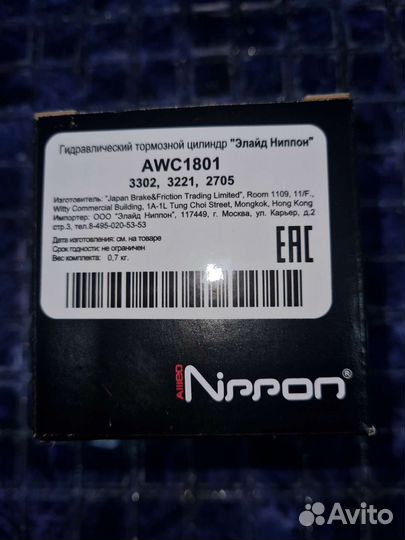 Гидравлический тормозной цилиндр "Элайд Ниппон"
AWC1801
3302, 3221, 2705
Изготовитель: "Japan Brake&Friction Trading Limited", Room 1109, 11/F.,
Witty Commercial Building, 1A-1L Tung Choi Street, Mongkok, Hong Kong
Импортер: ООО "Элайд Ниппон", 117449, г. Москва, ул. Карьер, д.2
стр.3, тел.8-495-020-53-53
Дата изготовления: см. на товаре
Срок годности: не ограничен
Вес комплекта: 0,7 кг.
EAC
ALLIED
Nippon®
Avito